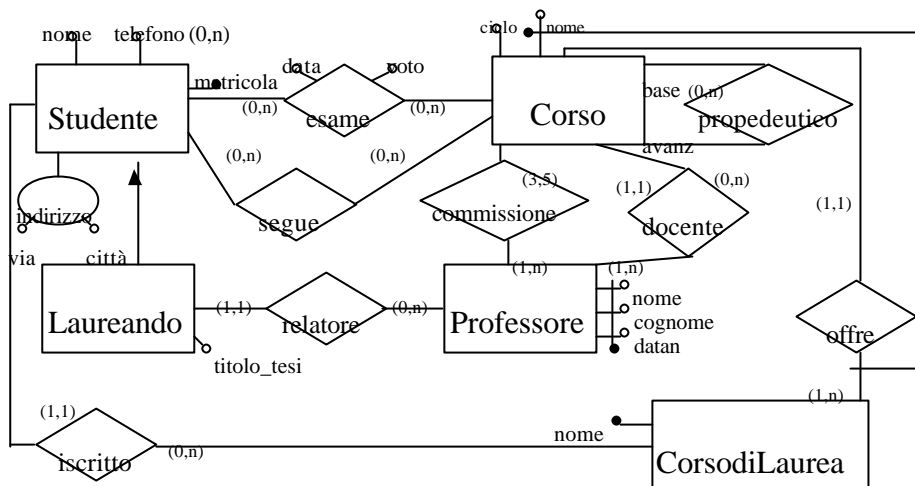 nome telefono (0,n)
ciclo nome
matricola data voto
Studente (0,n) esame (0,n) Corso base (0,n) propedeutico
avanz
(0,n) (0,n) (3,5) (1,1) (0,n)
indirizzo segue commissione docente (1,1)
via città (1,n) (1,n)
Laureando (1,1) relatore (0,n) Professore nome
cognome
datan offre
titolo_tesi
(1,n)
(1,1) nome
iscritto (0,n) CorsodiLaurea